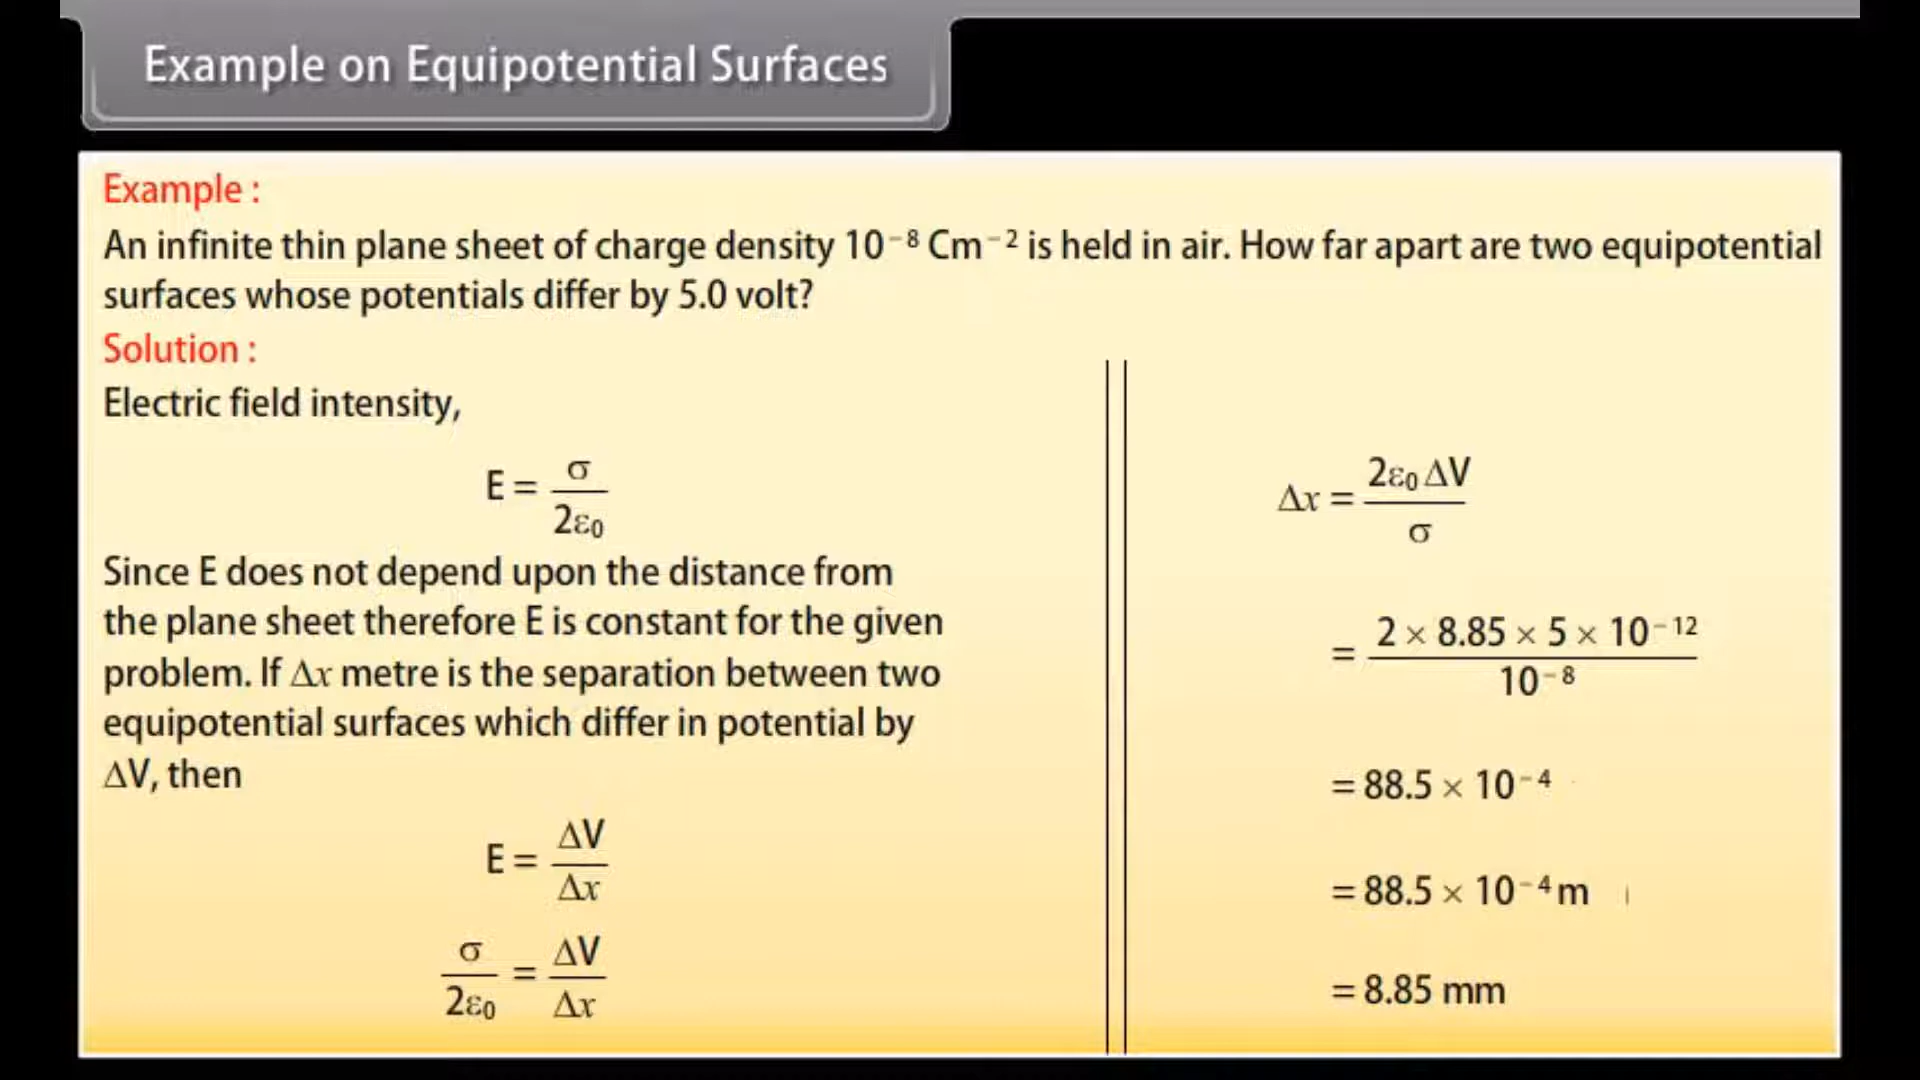 Example on Equipotential Surfaces
Example :
An infinite thin plane sheet of charge density 10⁻⁸ Cm⁻² is held in air. How far apart are two equipotential
surfaces whose potentials differ by 5.0 volt?
Solution :
Electric field intensity,
E = σ / 2ε₀
Since E does not depend upon the distance from
the plane sheet therefore E is constant for the given
problem. If Δx metre is the separation between two
equipotential surfaces which differ in potential by
ΔV, then
E = ΔV / Δx
σ / 2ε₀ = ΔV / Δx
Δx = 2ε₀ ΔV / σ
= 2 × 8.85 × 5 × 10⁻¹² / 10⁻⁸
= 88.5 × 10⁻⁴
= 88.5 × 10⁻⁴ m
= 8.85 mm